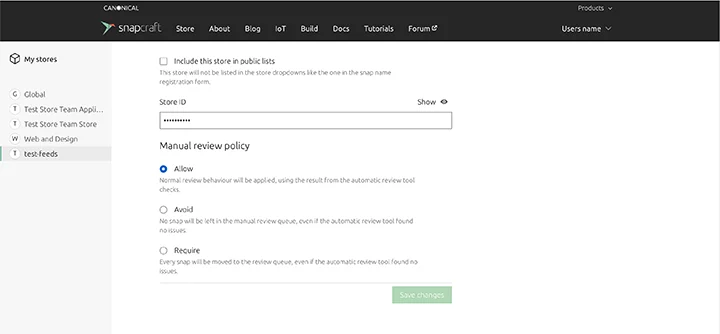 CANONICAL Products
snapcraft Store About Blog IoT Build Docs Tutorials Forum Users name
My stores
G Global
T Test Store Team Appli...
T Test Store Team Store
W Web and Design
T test-feeds
Include this store in public lists
This store will not be listed in the store dropdowns like the one in the snap name
registration form.
Store ID Show
••••••••••
Manual review policy
Allow
Normal review behaviour will be applied, using the result from the automatic review tool
checks.
Avoid
No snap will be left in the manual review queue, even if the automatic review tool found
no issues.
Require
Every snap will be moved to the review queue, even if the automatic review tool found no
issues.
Save changes